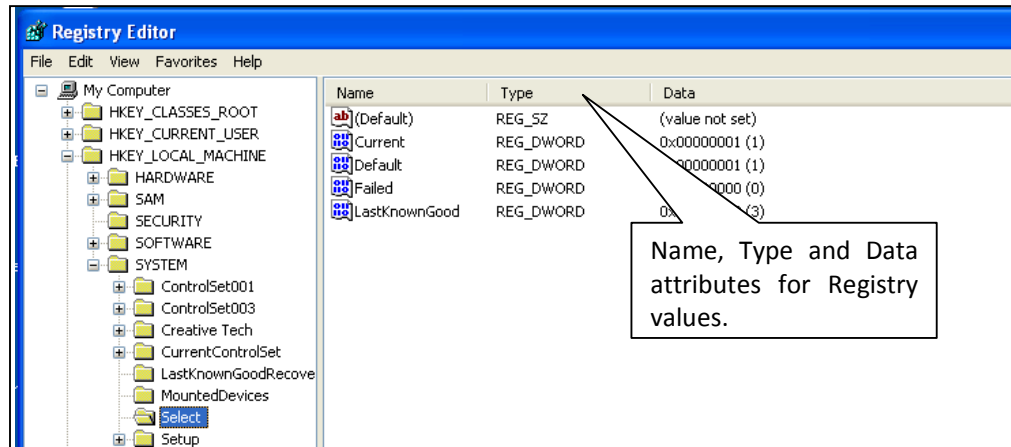 Registry Editor
File Edit View Favorites Help
My Computer
HKEY_CLASSES_ROOT
HKEY_CURRENT_USER
HKEY_LOCAL_MACHINE
HARDWARE
SAM
SECURITY
SOFTWARE
SYSTEM
ControlSet001
ControlSet003
Creative Tech
CurrentControlSet
LastKnownGoodRecove
MountedDevices
Select
Setup
Name Type Data
(Default) REG_SZ (value not set)
Current REG_DWORD 0x00000001 (1)
Default REG_DWORD 00000001 (1)
Failed REG_DWORD 0000 (0)
LastKnownGood REG_DWORD (3)
Name, Type and Data
attributes for Registry
values.